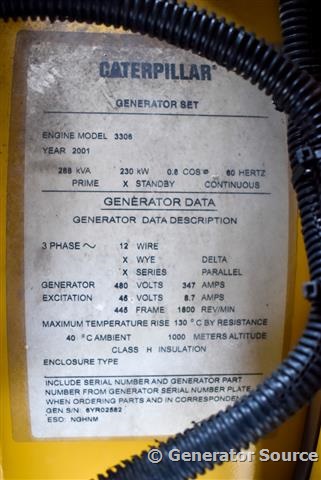 CATERPILLAR®
GENERATOR SET
ENGINE MODEL 3306
YEAR 2001
288 kVA 230 kW 0.8 COS ø 60 HERTZ
PRIME X STANDBY CONTINUOUS
GENERATOR DATA
GENERATOR DATA DESCRIPTION
3 PHASE ~ 12 WIRE
X WYE DELTA
X SERIES PARALLEL
GENERATOR 480 VOLTS 347 AMPS
EXCITATION 46. VOLTS 8.7 AMPS
446 FRAME 1800 REV/MIN
MAXIMUM TEMPERATURE RISE 130 °C BY RESISTANCE
40 °C AMBIENT 1000 METERS ALTITUDE
CLASS H INSULATION
ENCLOSURE TYPE
INCLUDE SERIAL NUMBER AND GENERATOR PART
NUMBER FROM GENERATOR SERIAL NUMBER PLATE,
WHEN ORDERING PARTS AND IN CORRESPONDEN
GEN S/N: 6YR02582
ESD: NGHNM
© Generator Source